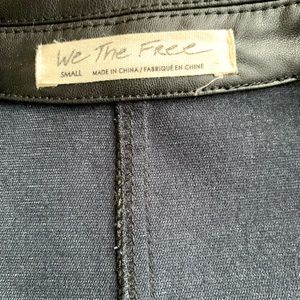 We The Free
SMALL MADE IN CHINA / FABRIQUÉ EN CHINE